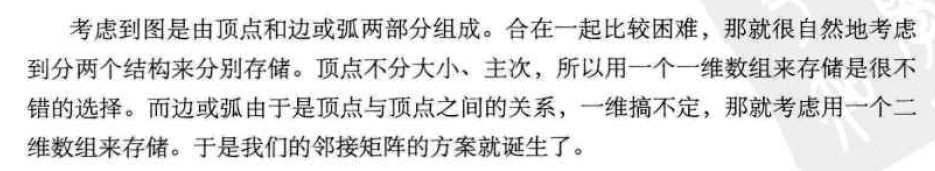 考虑到图是由顶点和边或弧两部分组成。合在一起比较困难，那就很自然地考虑
到分两个结构来分别存储。顶点不分大小、主次，所以用一个一维数组来存储是很不
错的选择。而边或弧由于是顶点与顶点之间的关系，一维搞不定，那就考虑用一个二
维数组来存储。于是我们的邻接矩阵的方案就诞生了。